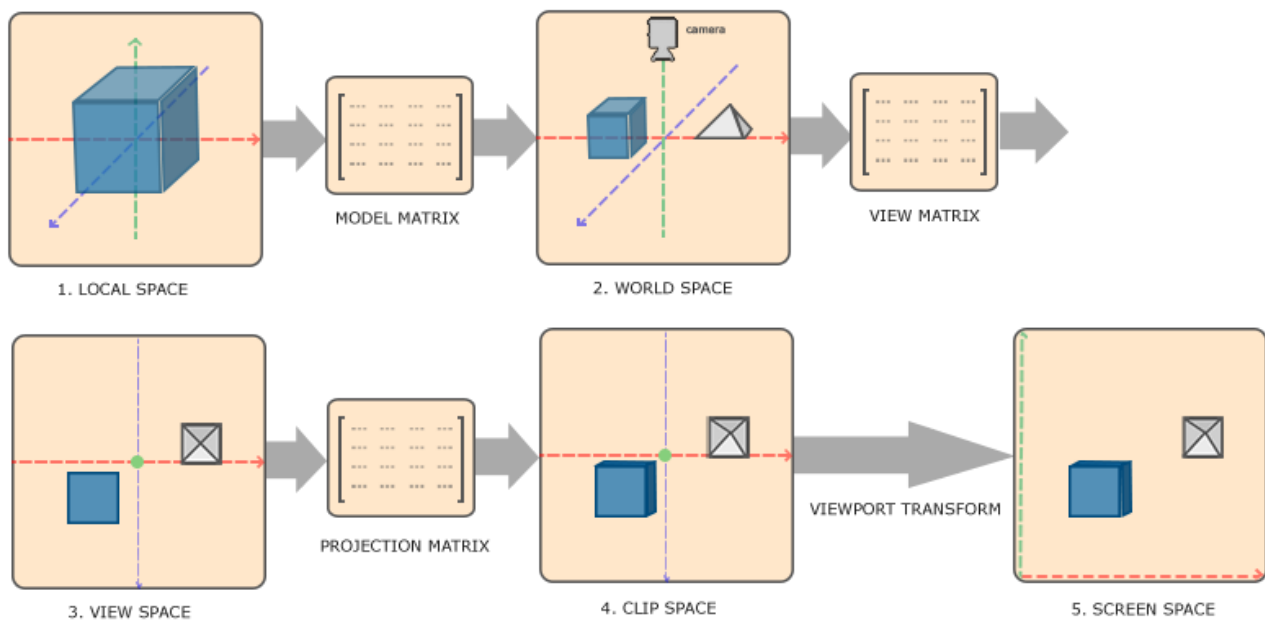 camera
MODEL MATRIX
VIEW MATRIX
1. LOCAL SPACE
2. WORLD SPACE
VIEWPORT TRANSFORM
PROJECTION MATRIX
3. VIEW SPACE
4. CLIP SPACE
5. SCREEN SPACE